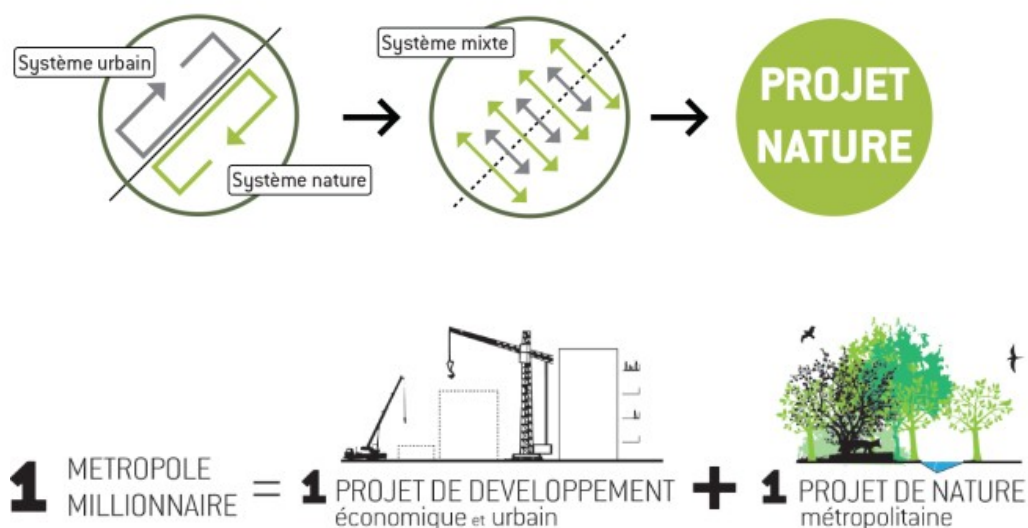 Système urbain
Système nature
Système mixte
PROJET
NATURE
1 METROPOLE
MILLIONNAIRE
=
1 PROJET DE DEVELOPPEMENT
économique et urbain
+
1 PROJET DE NATURE
métropolitaine